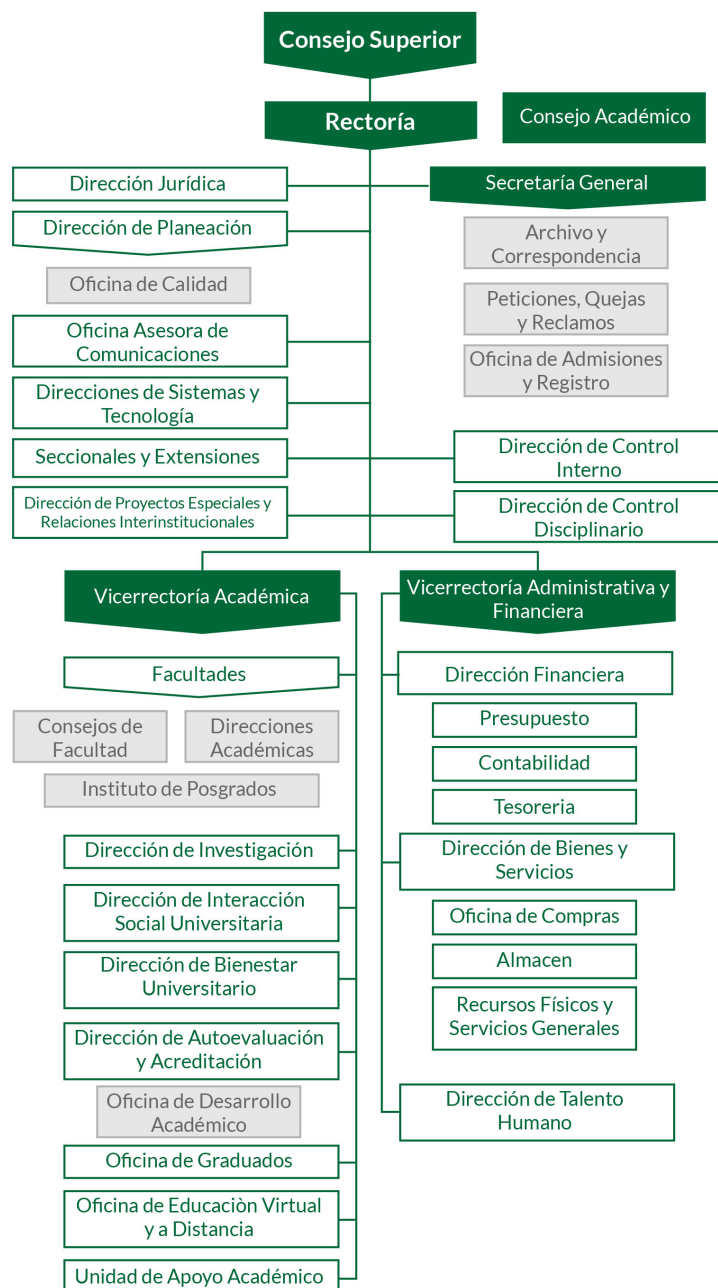 Consejo Superior
Rectoría
Consejo Académico
Dirección Jurídica
Secretaría General
Dirección de Planeación
Archivo y
Correspondencia
Oficina de Calidad
Peticiones, Quejas
y Reclamos
Oficina Asesora de
Comunicaciones
Oficina de Admisiones
y Registro
Direcciones de Sistemas y
Tecnología
Seccionales y Extensiones
Dirección de Control
Interno
Dirección de Proyectos Especiales y
Relaciones Interinstitucionales
Dirección de Control
Disciplinario
Vicerrectoría Académica
Vicerrectoría Administrativa y
Financiera
Facultades
Consejos de
Facultad
Direcciones
Académicas
Instituto de Posgrados
Dirección de Investigación
Dirección de Interacción
Social Universitaria
Dirección de Bienestar
Universitario
Dirección de Autoevaluación
y Acreditación
Oficina de Desarrollo
Académico
Oficina de Graduados
Oficina de Educaciòn Virtual
y a Distancia
Unidad de Apoyo Académico
Dirección Financiera
Presupuesto
Contabilidad
Tesoreria
Dirección de Bienes y
Servicios
Oficina de Compras
Almacen
Recursos Físicos y
Servicios Generales
Dirección de Talento
Humano